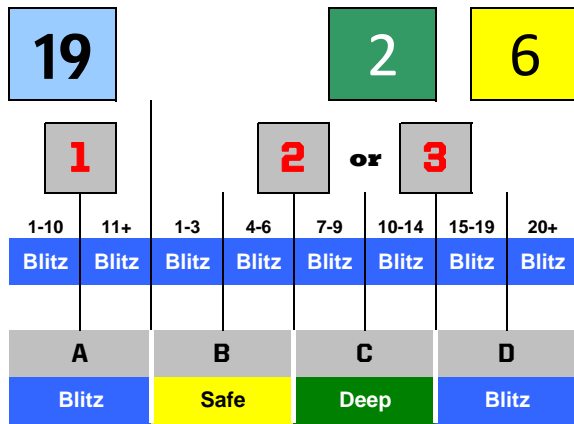 19 2 6
1 2 or 3
1-10 11+ 1-3 4-6 7-9 10-14 15-19 20+
Blitz Blitz Blitz Blitz Blitz Blitz Blitz Blitz
A B C D
Blitz Safe Deep Blitz